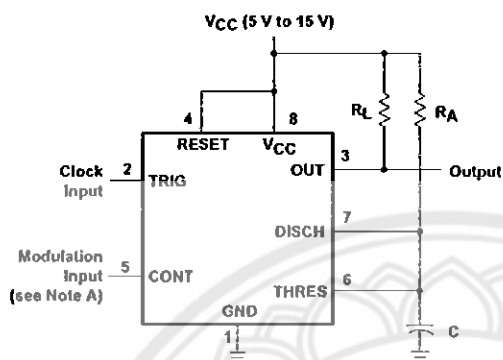 VCC (5 V to 15 V)
4
8
RESET
VCC
RL
RA
Clock
Input
2
TRIG
OUT
3
Output
DISCH
7
Modulation
Input
(see Note A)
5
CONT
THRES
6
GND
1
C